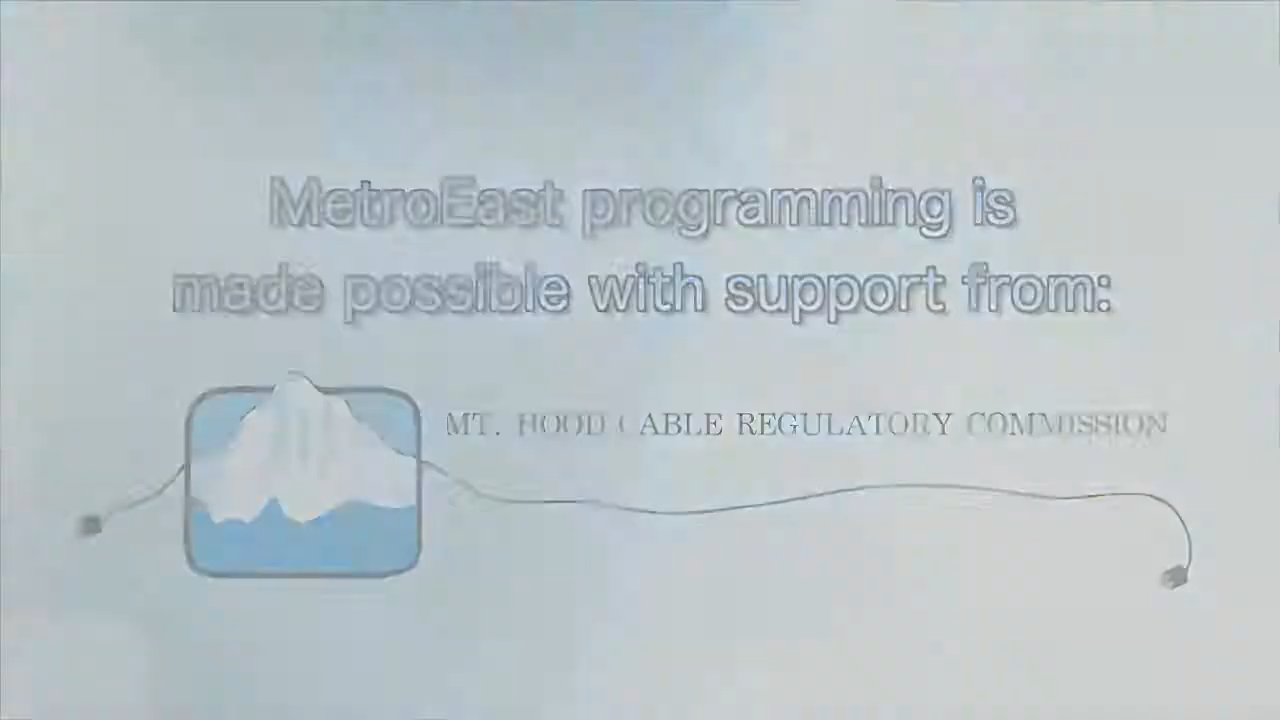 MetroEast programming is
made possible with support from:
MT. HOOD CABLE REGULATORY COMMISSION